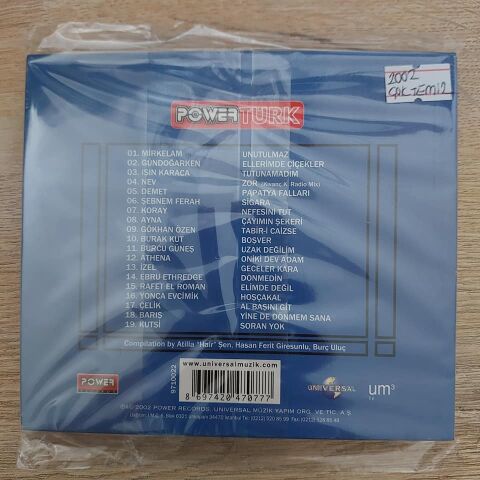 2002
ÇOK TEMİZ
POWERTURK
01. MİRKELAM UNUTULMAZ
02. GÜNDOĞARKEN ELLERIMDE ÇİÇEKLER
03. IŞIN KARACA TUTUNAMADIM
04. NEV ZOR (Kıvanç K Radio Mix)
05. DEMET PAPATYA FALLARI
06. ŞEBNEM FERAH SİGARA
07. KORAY NEFESİNİ TUT
08. AYNA ÇAYIMIN ŞEKERİ
09. GÖKHAN ÖZEN TABİR-İ CAİZSE
10. BURAK KUT BOŞVER
11. BURCU GÜNEŞ UZAK DEĞİLİM
12. ATHENA ONİKİ DEV ADAM
13. İZEL GECELER KARA
14. EBRU ETHREDGE DÖNMEDİN
15. RAFET EL ROMAN ELİMDE DEĞİL
16. YONCA EVCİMİK HOŞÇAKAL
17. ÇELİK AL BAŞINI GİT
18. BARIŞ YİNE DE DÖNMEM SANA
19. KUTSİ SORAN YOK
Compilation by Atilla "Hair" Şen, Hasan Ferit Giresunlu, Burç Uluç
www.universalmuzik.com
9710022
8 697420 470777
POWER
UNIVERSAL
um³
2002 POWER RECORDS, UNIVERSAL MÜZİK YAPIM ORG. VE TİC. A.Ş.